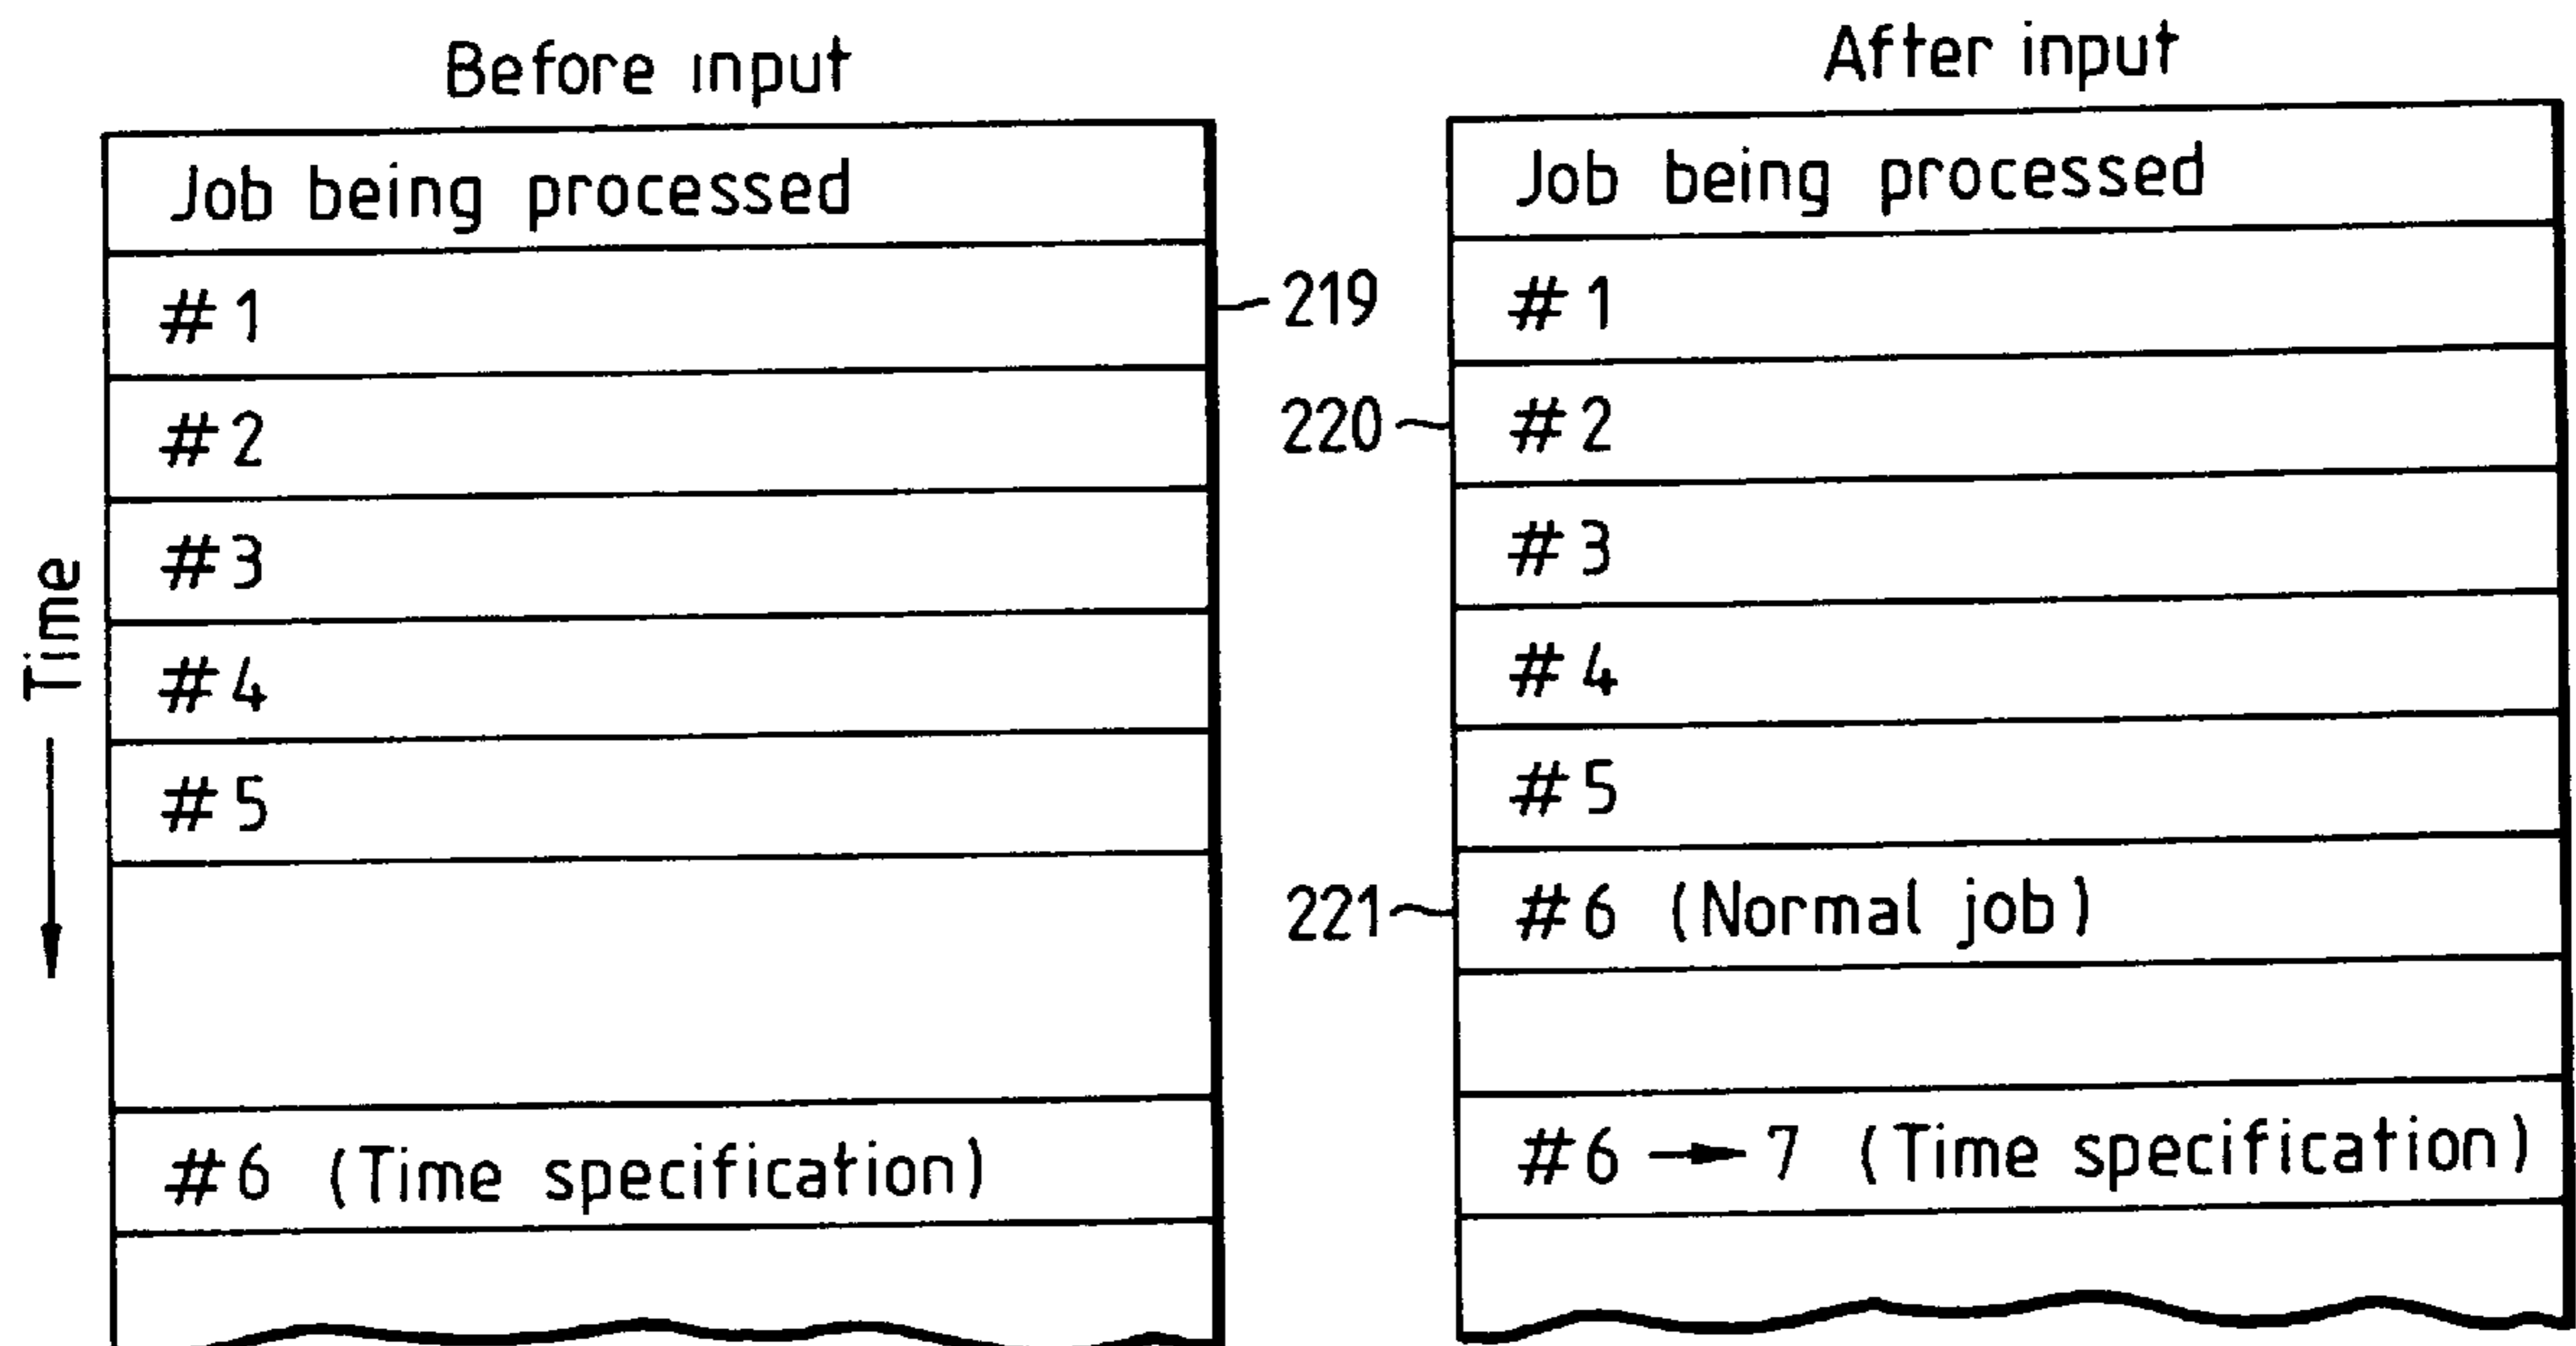 Before input
Job being processed
#1
#2
#3
#4
#5
#6 (Time specification)
Time
219
220
221
After input
Job being processed
#1
#2
#3
#4
#5
#6 (Normal job)
#6 → 7 (Time specification)